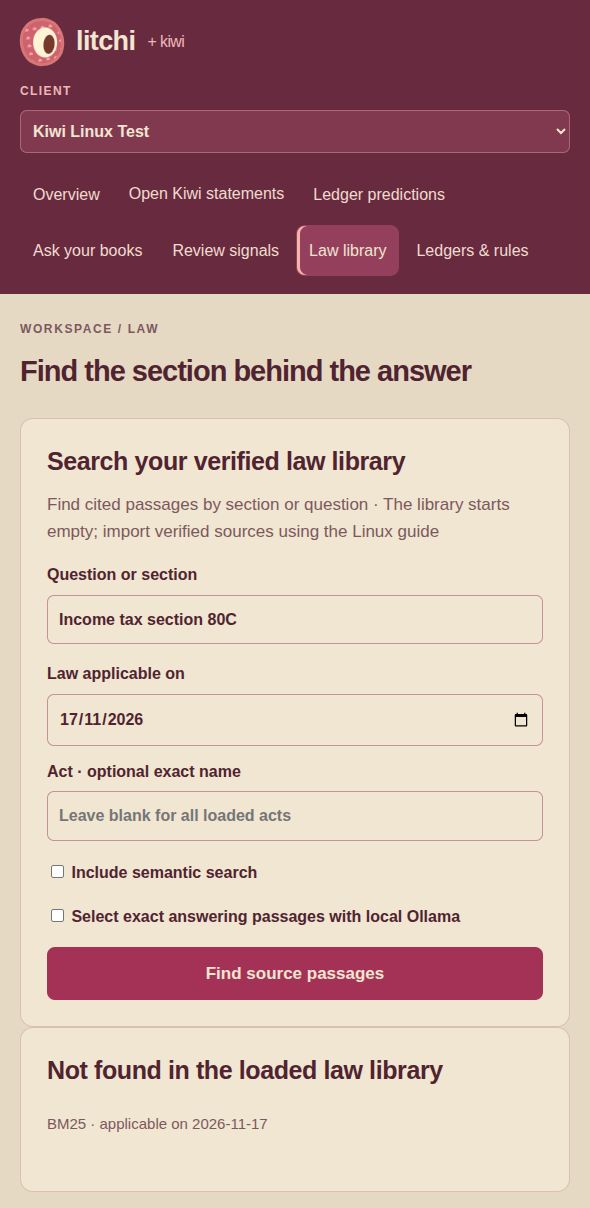 litchi + kiwi
CLIENT
Kiwi Linux Test
Overview Open Kiwi statements Ledger predictions
Ask your books Review signals Law library Ledgers & rules
WORKSPACE / LAW
Find the section behind the answer
Search your verified law library
Find cited passages by section or question · The library starts
empty; import verified sources using the Linux guide
Question or section
Income tax section 80C
Law applicable on
17/11/2026
Act · optional exact name
Leave blank for all loaded acts
Include semantic search
Select exact answering passages with local Ollama
Find source passages
Not found in the loaded law library
BM25 · applicable on 2026-11-17